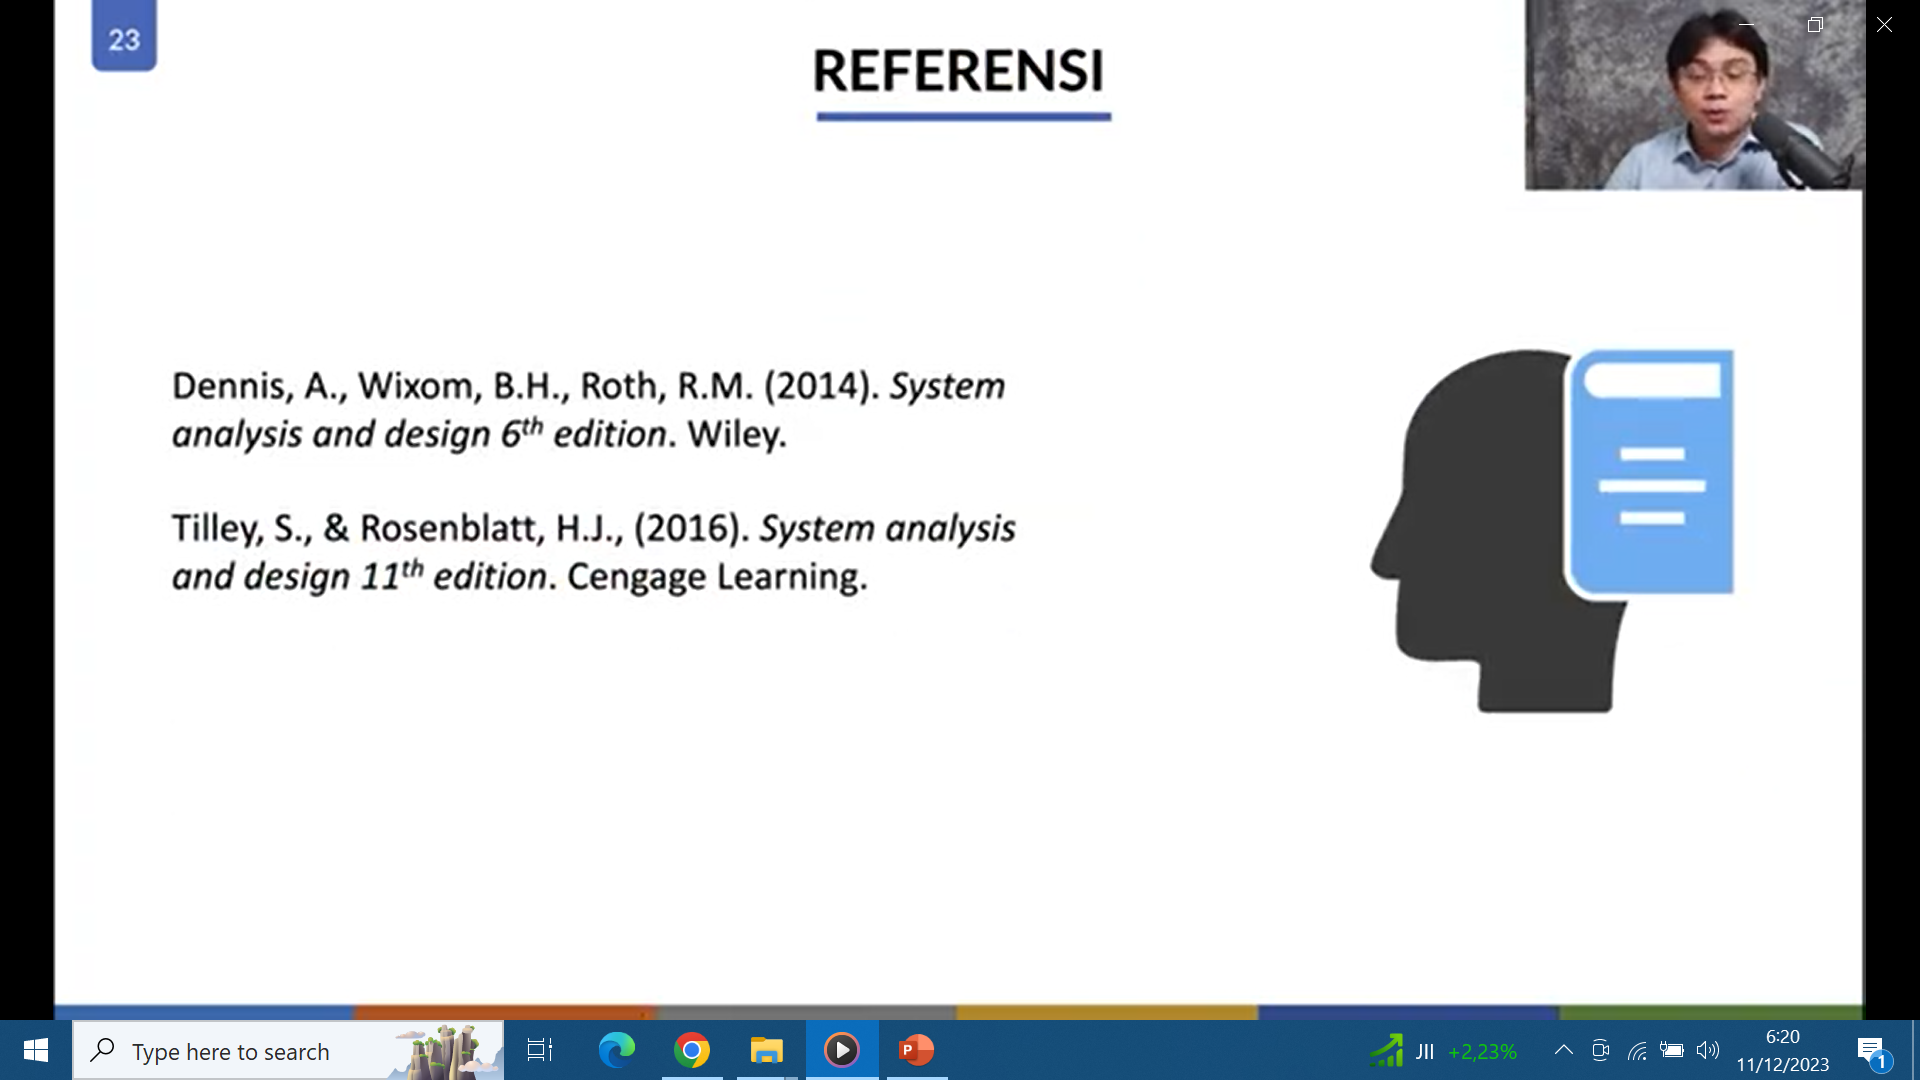 23
REFERENSI
Dennis, A., Wixom, B.H., Roth, R.M. (2014). System
analysis and design 6th edition. Wiley.
Tilley, S., & Rosenblatt, H.J., (2016). System analysis
and design 11th edition. Cengage Learning.
Type here to search
P
JII +2,23%
6:20
11/12/2023
1